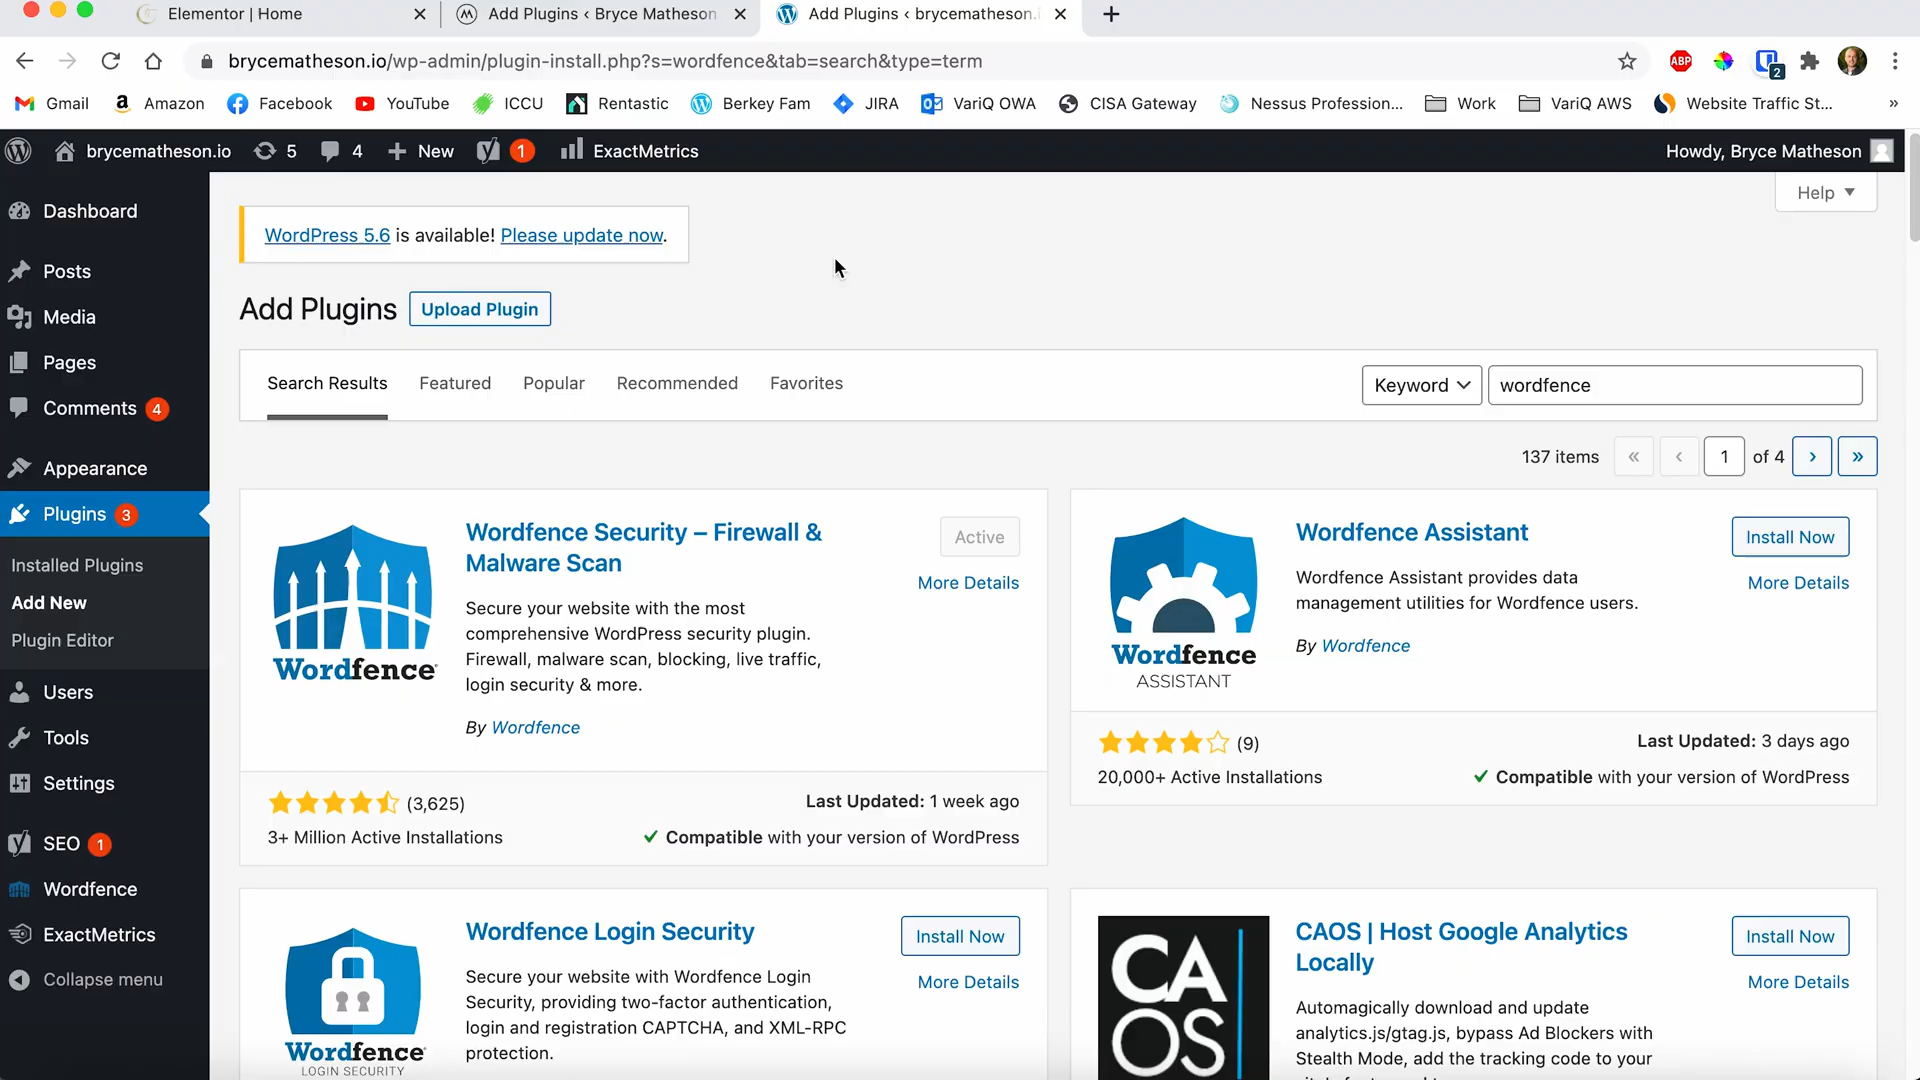 Elementor | Home
Add Plugins ‹ Bryce Matheson
Add Plugins ‹ brycematheson.i
brycematheson.io/wp-admin/plugin-install.php?s=wordfence&tab=search&type=term
ABP
2
Gmail
Amazon
Facebook
YouTube
ICCU
Rentastic
Berkey Fam
JIRA
VariQ OWA
CISA Gateway
Nessus Profession...
Work
VariQ AWS
Website Traffic St...
»
brycematheson.io
5
4
New
1
ExactMetrics
Howdy, Bryce Matheson
Help
Dashboard
Posts
Media
Pages
Comments 4
Appearance
Plugins 3
Installed Plugins
Add New
Plugin Editor
Users
Tools
Settings
SEO 1
Wordfence
ExactMetrics
Collapse menu
WordPress 5.6 is available! Please update now.
Add Plugins
Upload Plugin
Search Results
Featured
Popular
Recommended
Favorites
Keyword
wordfence
137 items
«
‹
1
of 4
›
»
Wordfence
Wordfence Security – Firewall &
Malware Scan
Active
More Details
Secure your website with the most
comprehensive WordPress security plugin.
Firewall, malware scan, blocking, live traffic,
login security & more.
By Wordfence
(3,625)
3+ Million Active Installations
Last Updated: 1 week ago
Compatible with your version of WordPress
Wordfence
ASSISTANT
Wordfence Assistant
Install Now
More Details
Wordfence Assistant provides data
management utilities for Wordfence users.
By Wordfence
(9)
20,000+ Active Installations
Last Updated: 3 days ago
Compatible with your version of WordPress
Wordfence
LOGIN SECURITY
Wordfence Login Security
Install Now
More Details
Secure your website with Wordfence Login
Security, providing two-factor authentication,
login and registration CAPTCHA, and XML-RPC
protection.
CA
OS
CAOS | Host Google Analytics
Locally
Install Now
More Details
Automagically download and update
analytics.js/gtag.js, bypass Ad Blockers with
Stealth Mode, add the tracking code to your